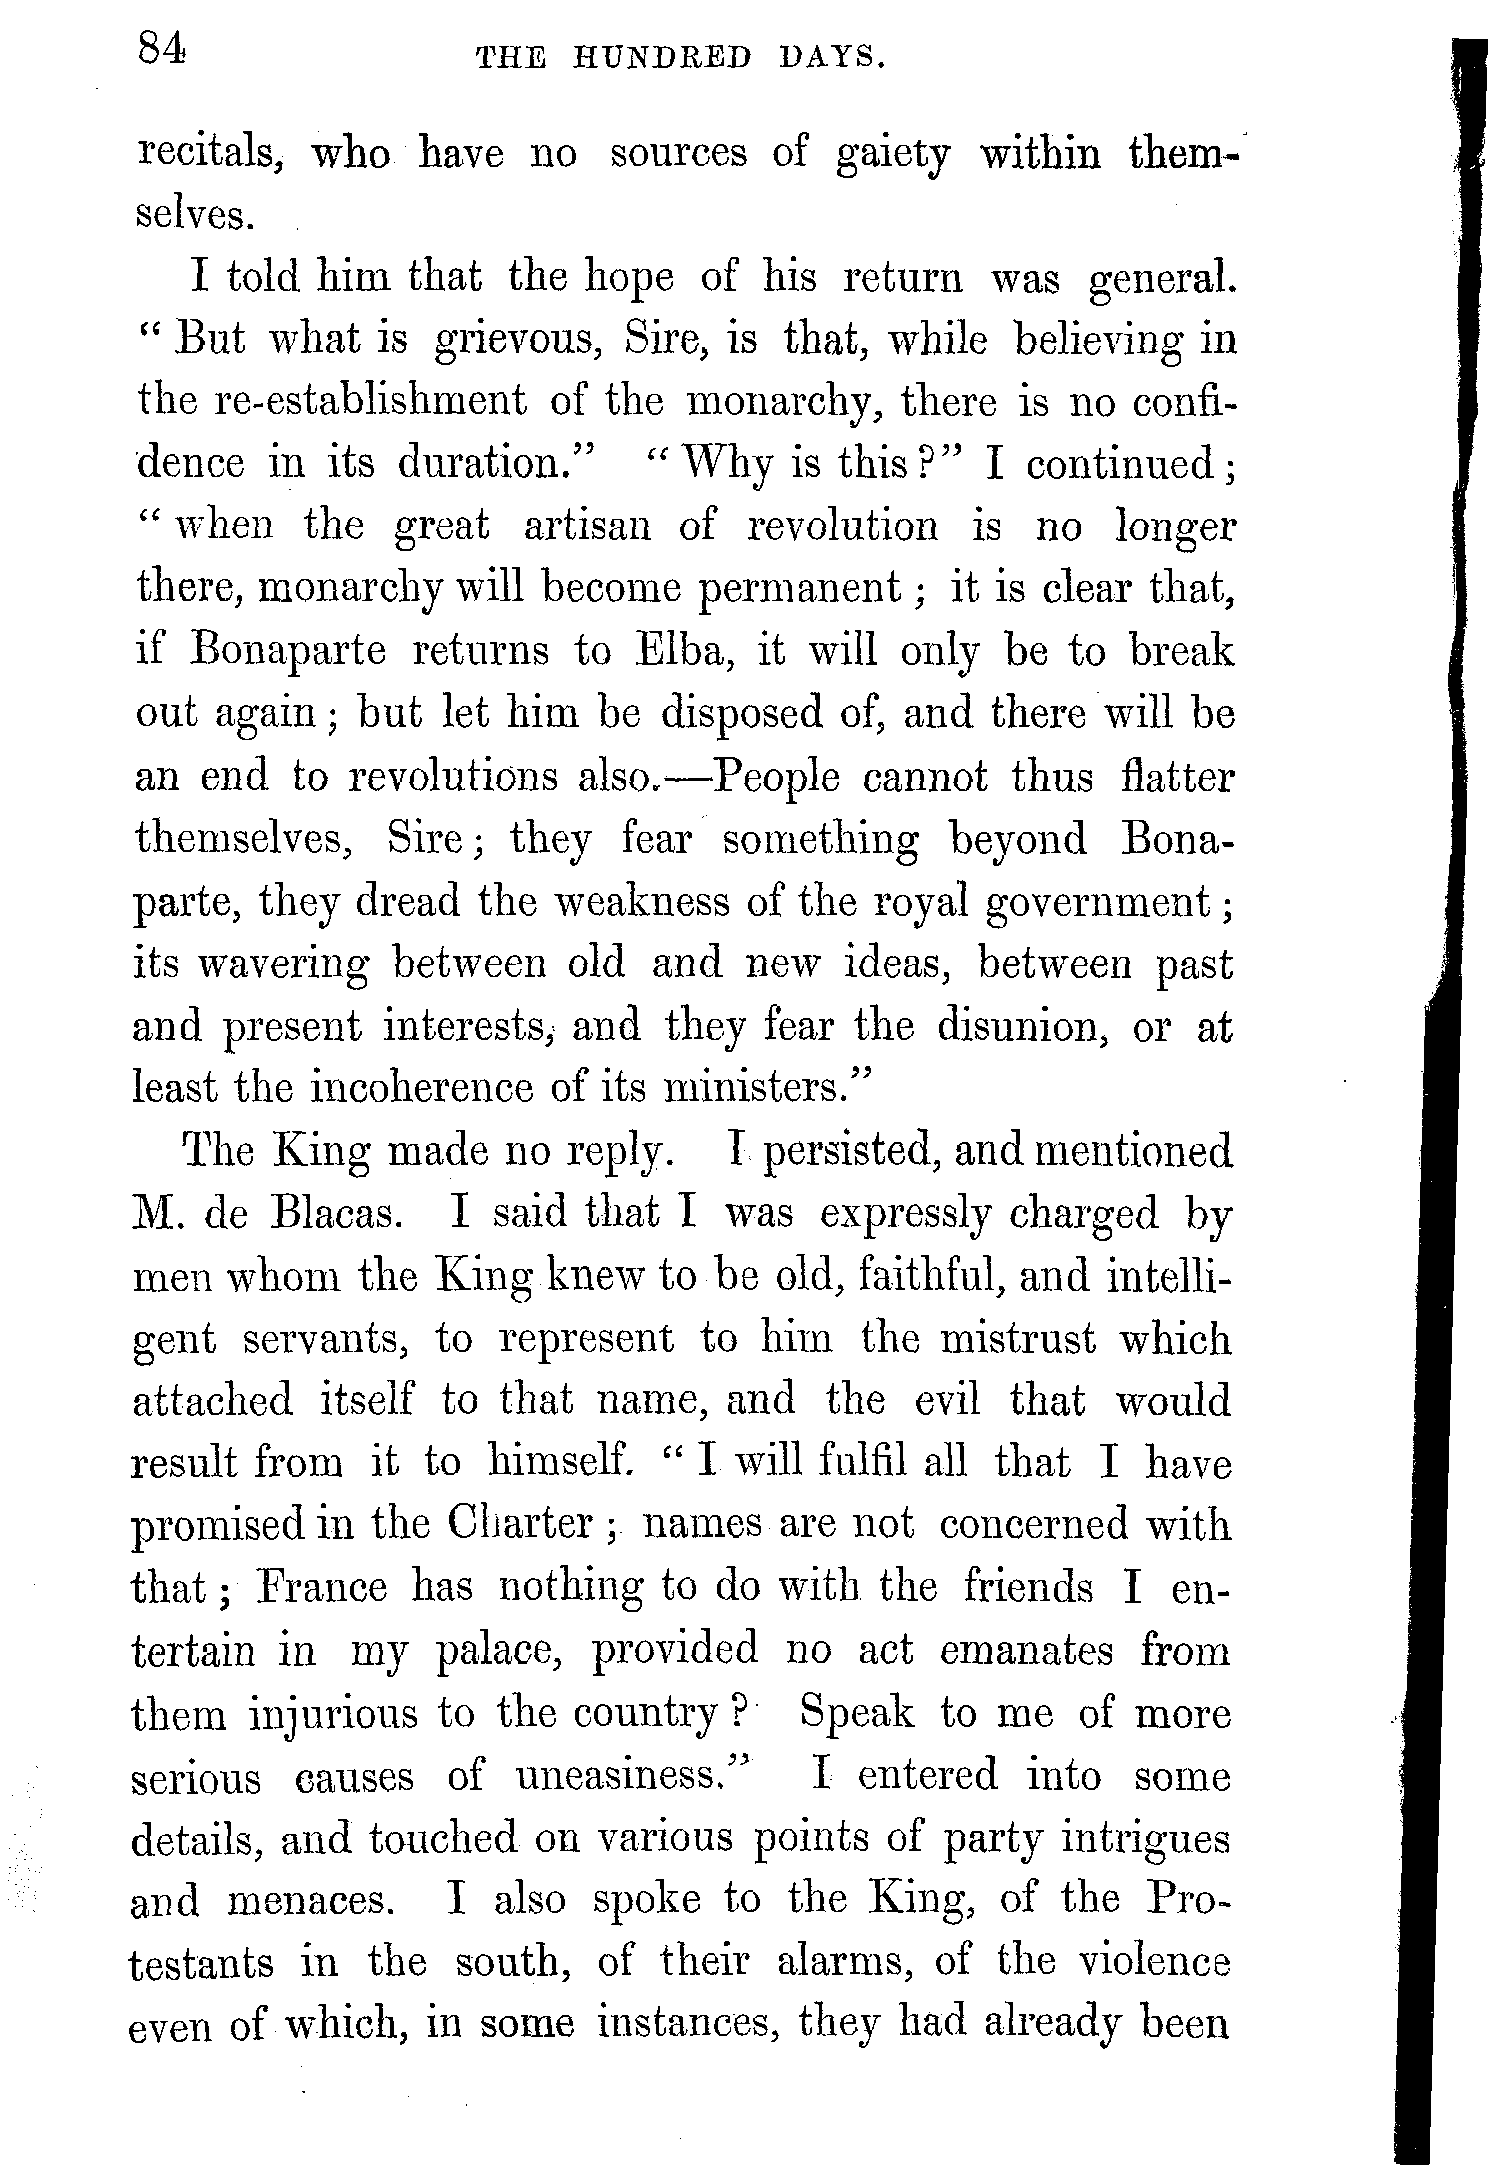 84
THE HUNDRED DAYS.
recitals, who have no sources of gaiety within them-
selves.
I told him that the hope of his return was general.
“ But what is grievous, Sire, is that, while believing in
the re-establishment of the monarchy, there is no confi-
dence in its duration.” “ Why is this ?” I continued ;
“ when the great artisan of revolution is no longer
there, monarchy will become permanent ; it is clear that,
if Bonaparte returns to Elba, it will only be to break
out again ; but let him be disposed of, and there will be
an end to revolutions also.—People cannot thus flatter
themselves, Sire ; they fear something beyond Bona-
parte, they dread the weakness of the royal government ;
its wavering between old and new ideas, between past
and present interests, and they fear the disunion, or at
least the incoherence of its ministers.”
The King made no reply. I persisted, and mentioned
M. de Blacas. I said that I was expressly charged by
men whom the King knew to be old, faithful, and intelli-
gent servants, to represent to him the mistrust which
attached itself to that name, and the evil that would
result from it to himself. “ I will fulfil all that I have
promised in the Charter ; names are not concerned with
that ; France has nothing to do with the friends I en-
tertain in my palace, provided no act emanates from
them injurious to the country ? Speak to me of more
serious causes of uneasiness.” I entered into some
details, and touched on various points of party intrigues
and menaces. I also spoke to the King, of the Pro-
testants in the south, of their alarms, of the violence
even of which, in some instances, they had already been